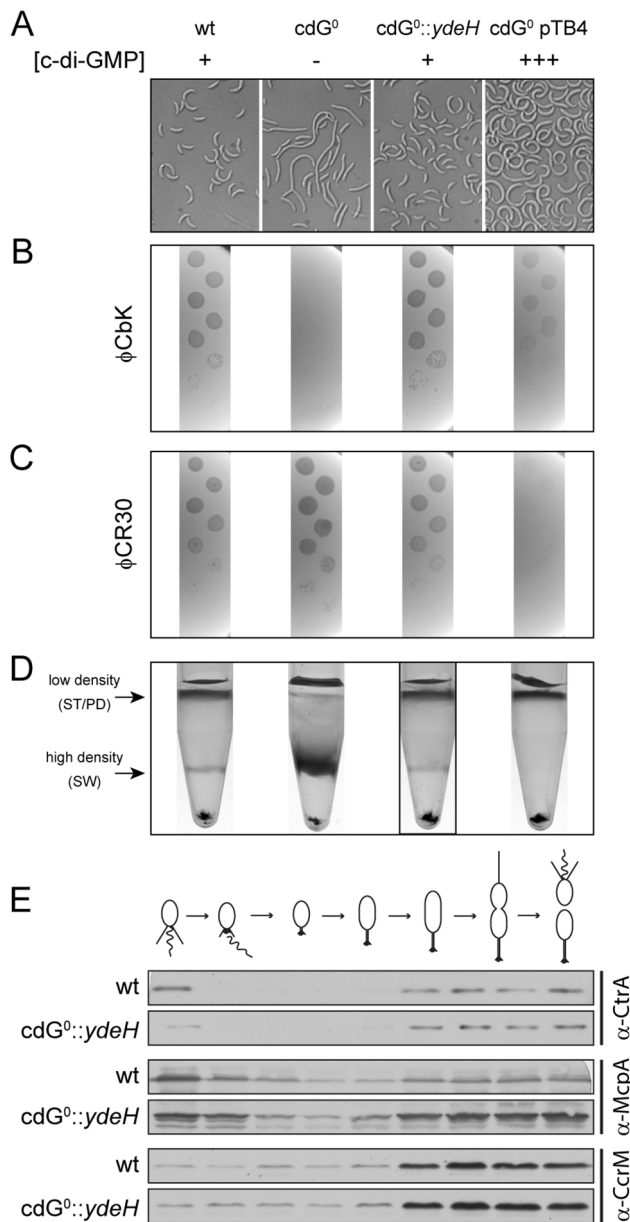 A
wt cdG⁰ cdG⁰::ydeH cdG⁰ pTB4
[c-di-GMP] + - + +++
B
ϕCbK
C
ϕCR30
D
low density
(ST/PD)
high density
(SW)
E
wt
cdG⁰::ydeH
α-CtrA
wt
cdG⁰::ydeH
α-McpA
wt
cdG⁰::ydeH
α-CcrM